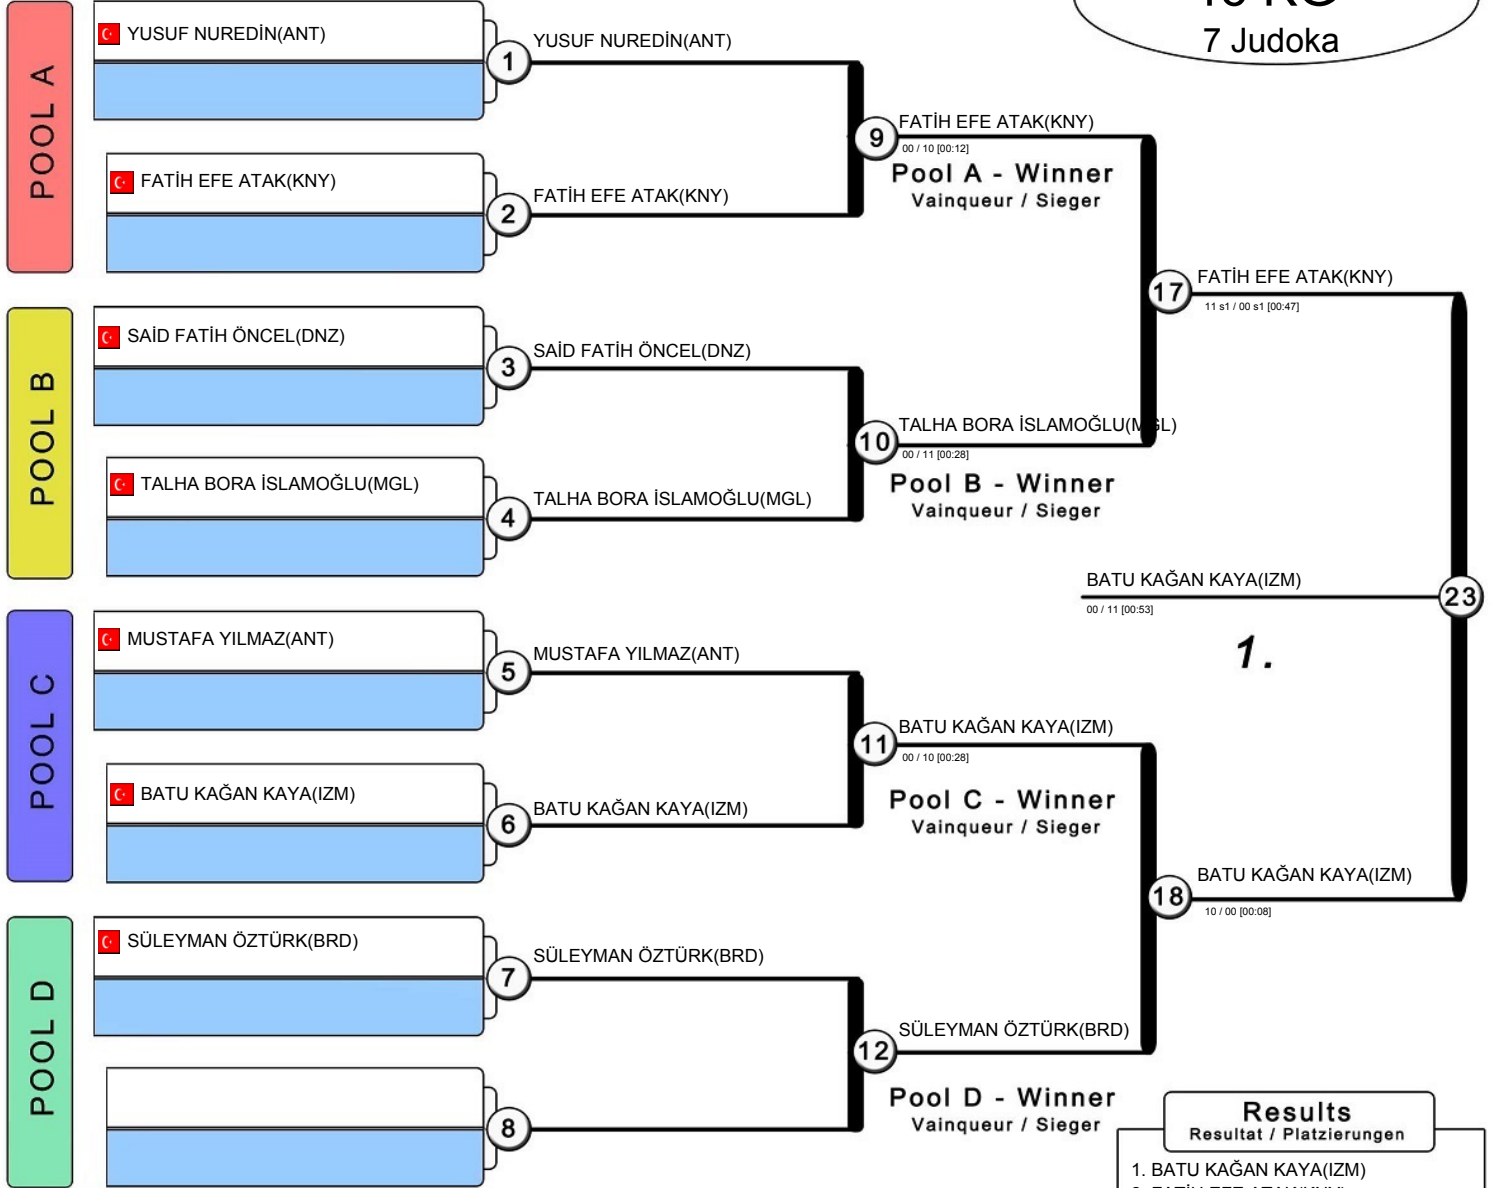 KG
7 Judoka
POOL A
YUSUF NUREDİN(ANT)
1
YUSUF NUREDİN(ANT)
FATİH EFE ATAK(KNY)
2
FATİH EFE ATAK(KNY)
9
FATİH EFE ATAK(KNY)
00 / 10 [00:12]
Pool A - Winner
Vainqueur / Sieger
POOL B
SAİD FATİH ÖNCEL(DNZ)
3
SAİD FATİH ÖNCEL(DNZ)
TALHA BORA İSLAMOĞLU(MGL)
4
TALHA BORA İSLAMOĞLU(MGL)
10
TALHA BORA İSLAMOĞLU(MGL)
00 / 11 [00:28]
Pool B - Winner
Vainqueur / Sieger
17
FATİH EFE ATAK(KNY)
11 s1 / 00 s1 [00:47]
BATU KAĞAN KAYA(IZM)
00 / 11 [00:53]
23
1.
POOL C
MUSTAFA YILMAZ(ANT)
5
MUSTAFA YILMAZ(ANT)
BATU KAĞAN KAYA(IZM)
6
BATU KAĞAN KAYA(IZM)
11
BATU KAĞAN KAYA(IZM)
00 / 10 [00:28]
Pool C - Winner
Vainqueur / Sieger
18
BATU KAĞAN KAYA(IZM)
10 / 00 [00:08]
POOL D
SÜLEYMAN ÖZTÜRK(BRD)
7
SÜLEYMAN ÖZTÜRK(BRD)
8
12
SÜLEYMAN ÖZTÜRK(BRD)
Pool D - Winner
Vainqueur / Sieger
Results
Resultat / Platzierungen
1. BATU KAĞAN KAYA(IZM)